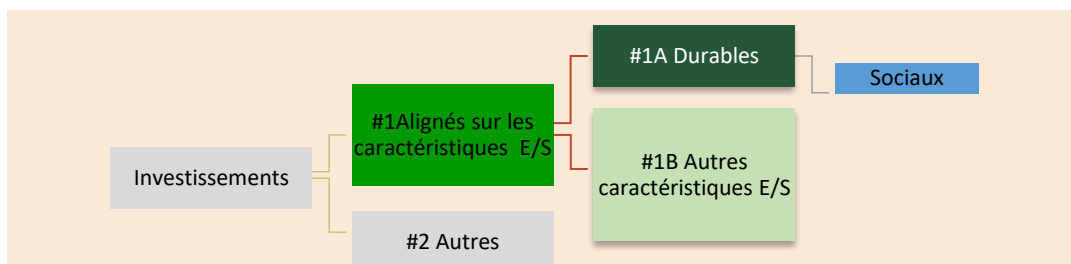 Investissements
#1Alignés sur les
caractéristiques E/S
#2 Autres
#1A Durables
#1B Autres
caractéristiques E/S
Sociaux